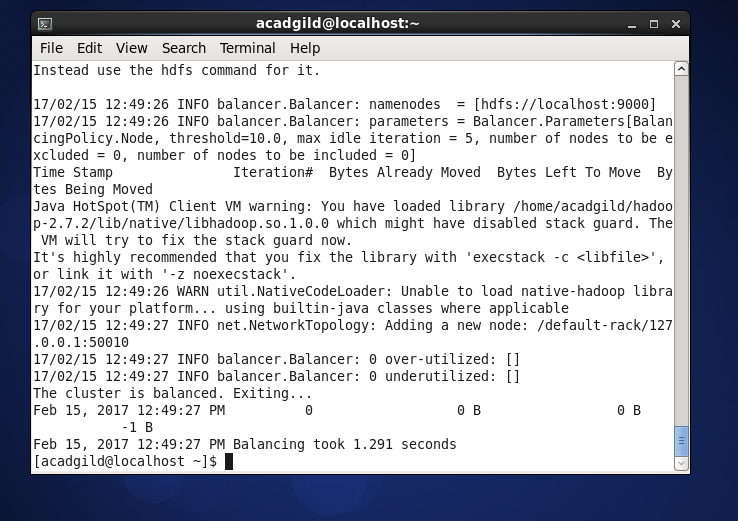 acadgild@localhost:~
File Edit View Search Terminal Help
Instead use the hdfs command for it.
17/02/15 12:49:26 INFO balancer.Balancer: namenodes  = [hdfs://localhost:9000]
17/02/15 12:49:26 INFO balancer.Balancer: parameters = Balancer.Parameters[Balan
cingPolicy.Node, threshold=10.0, max idle iteration = 5, number of nodes to be e
xcluded = 0, number of nodes to be included = 0]
Time Stamp               Iteration#  Bytes Already Moved  Bytes Left To Move  By
tes Being Moved
Java HotSpot(TM) Client VM warning: You have loaded library /home/acadgild/hadoo
p-2.7.2/lib/native/libhadoop.so.1.0.0 which might have disabled stack guard. The
 VM will try to fix the stack guard now.
It's highly recommended that you fix the library with 'execstack -c <libfile>',
or link it with '-z noexecstack'.
17/02/15 12:49:26 WARN util.NativeCodeLoader: Unable to load native-hadoop libra
ry for your platform... using builtin-java classes where applicable
17/02/15 12:49:27 INFO net.NetworkTopology: Adding a new node: /default-rack/127
.0.0.1:50010
17/02/15 12:49:27 INFO balancer.Balancer: 0 over-utilized: []
17/02/15 12:49:27 INFO balancer.Balancer: 0 underutilized: []
The cluster is balanced. Exiting...
Feb 15, 2017 12:49:27 PM          0                  0 B                 0 B
           -1 B
Feb 15, 2017 12:49:27 PM Balancing took 1.291 seconds
[acadgild@localhost ~]$